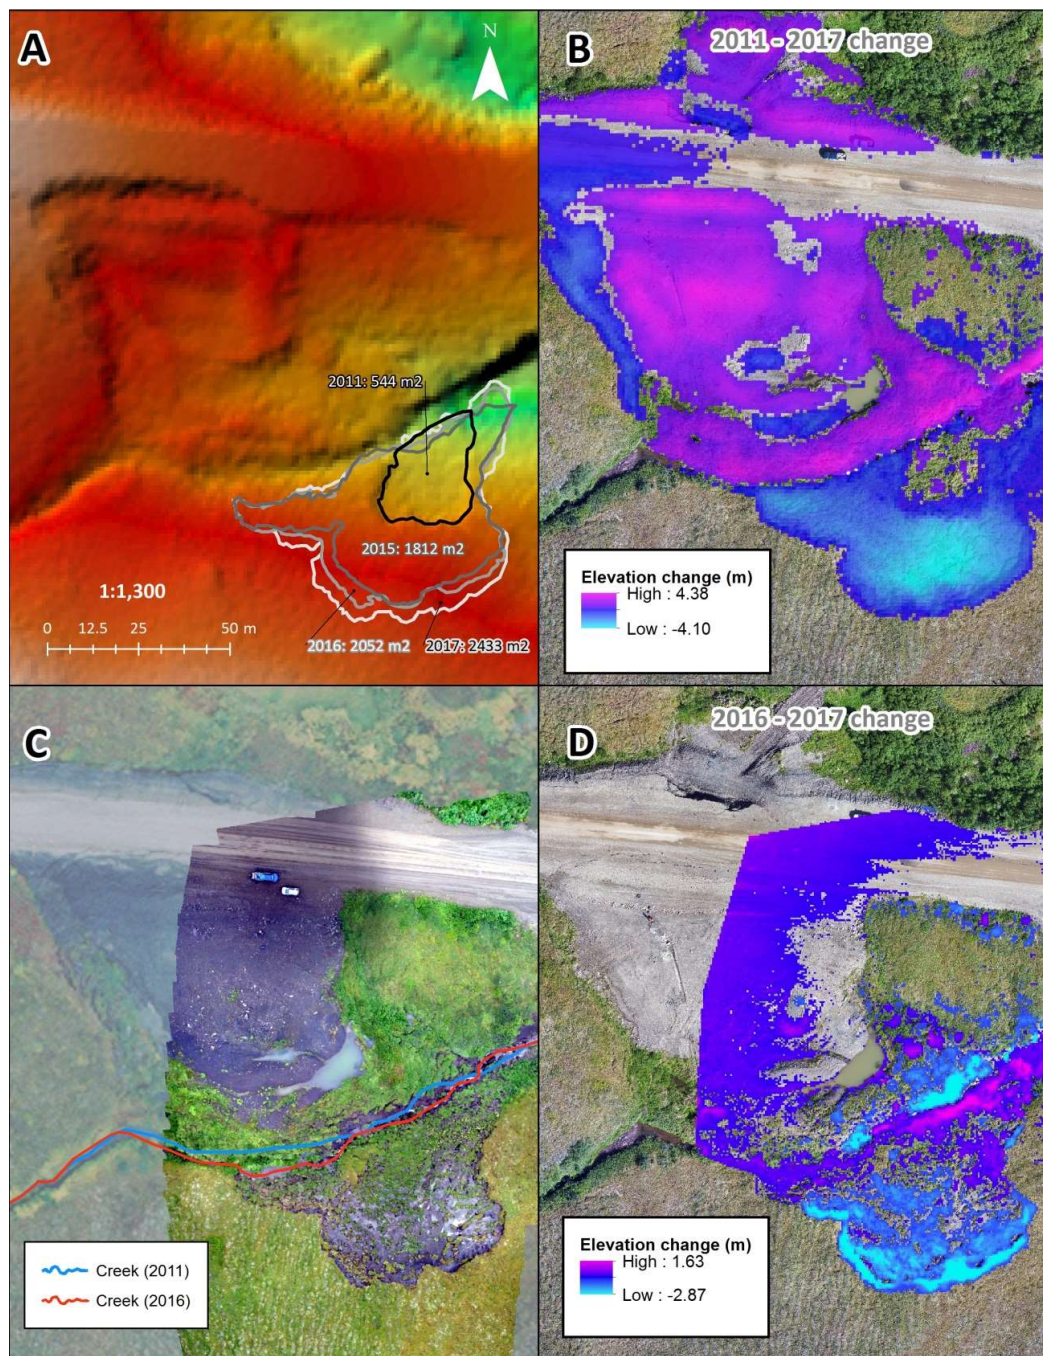 A
N
2011: 544 m2
2015: 1812 m2
1:1,300
0 12.5 25 50 m
2016: 2052 m2
2017: 2433 m2
B
2011 - 2017 change
Elevation change (m)
High : 4.38
Low : -4.10
C
Creek (2011)
Creek (2016)
D
2016 - 2017 change
Elevation change (m)
High : 1.63
Low : -2.87